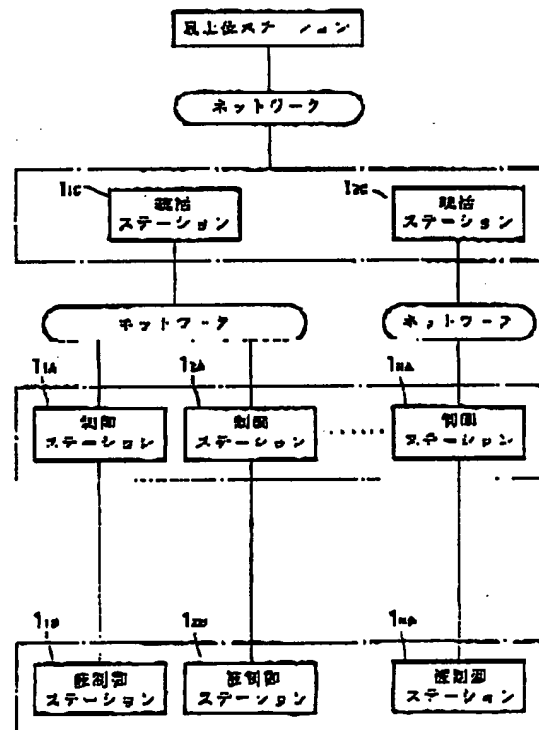 最上位ステーション
ネットワーク
1₁C
統括
ステーション
1₂C
統括
ステーション
ネットワーク
ネットワーク
1₁A
制御
ステーション
1₂A
制御
ステーション
......
1ₙA
制御
ステーション
1₁B
被制御
ステーション
1₂B
被制御
ステーション
被制御
ステーション